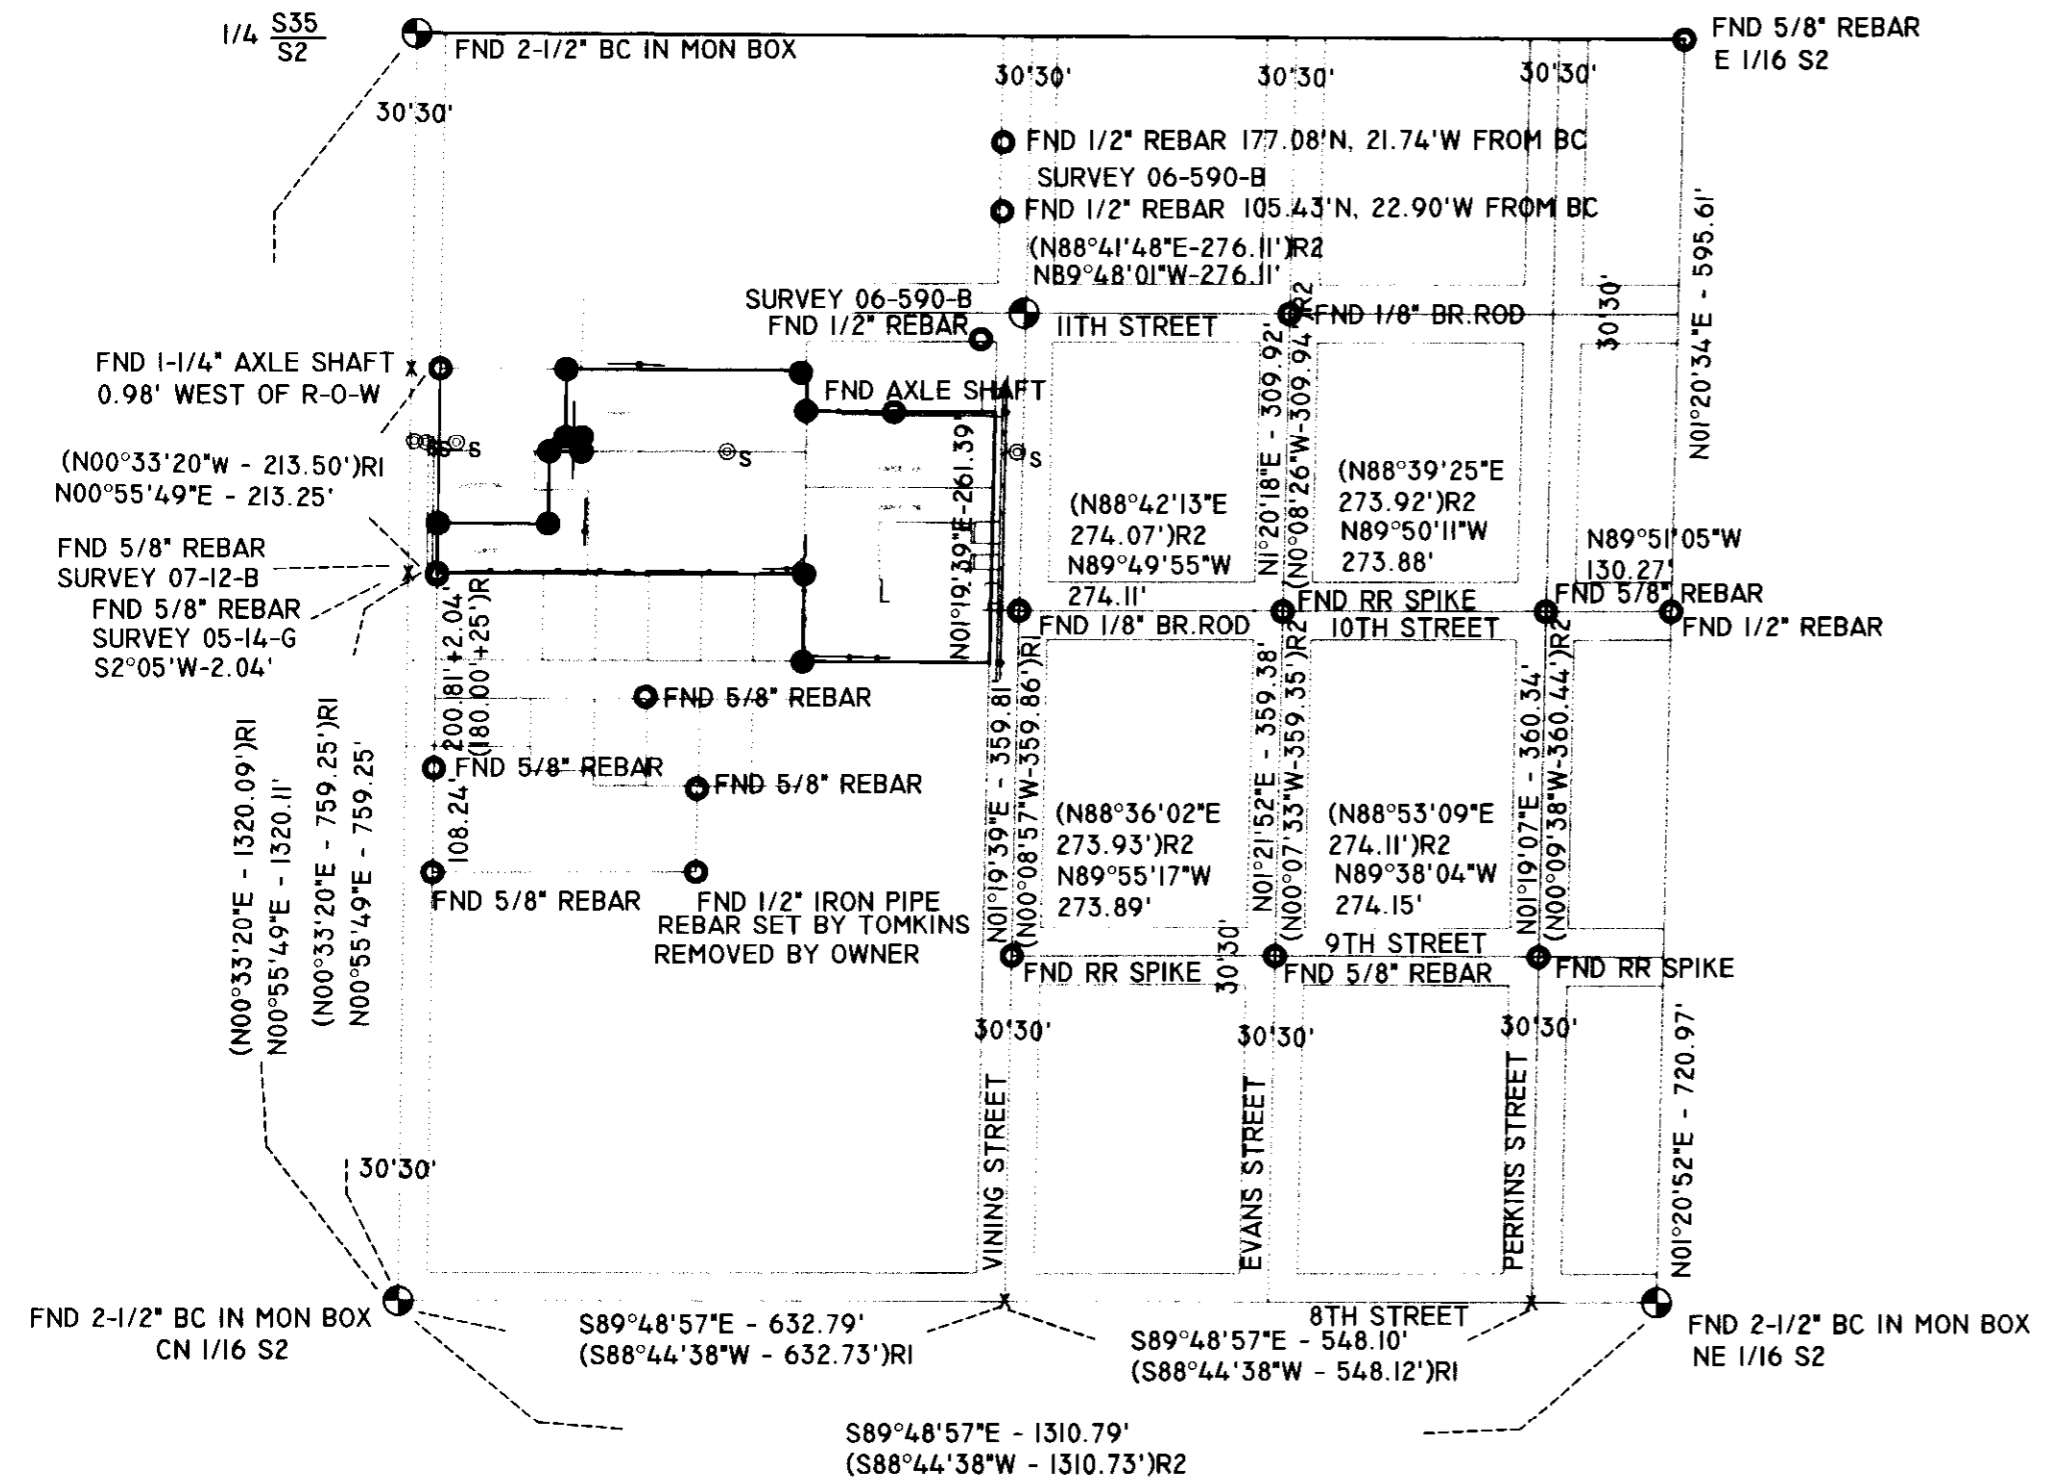 1/4 S35
S2
FND 2-1/2" BC IN MON BOX
FND 5/8" REBAR
E 1/16 S2
30'30'
30'30'
30'30'
30'30'
FND 1/2" REBAR 177.08'N, 21.74'W FROM BC
SURVEY 06-590-B
FND 1/2" REBAR 105.43'N, 22.90'W FROM BC
(N88°41'48"E-276.11')R2
N89°48'01"W-276.11'
SURVEY 06-590-B
FND 1/2" REBAR
11TH STREET
FND 1/8" BR.ROD
30'30'
N01°20'34"E - 595.61'
FND 1-1/4" AXLE SHAFT
0.98' WEST OF R-O-W
FND AXLE SHAFT
(N00°33'20"W - 213.50')R1
N00°55'49"E - 213.25'
S S
S
S
N01°19'39"E-261.39'
N1°20'18"E - 309.92'
(N0°08'26"W-309.94')R2
(N88°42'13"E
274.07')R2
N89°49'55"W
274.11'
(N88°39'25"E
273.92')R2
N89°50'11"W
273.88'
N89°51'05"W
130.27'
FND 5/8" REBAR
SURVEY 07-12-B
FND 5/8" REBAR
SURVEY 05-14-G
S2°05'W-2.04'
L
FND 1/8" BR.ROD
FND RR SPIKE
10TH STREET
FND 5/8" REBAR
FND 1/2" REBAR
200.81'+2.04'
(180.00'+25')R
FND 5/8" REBAR
FND 5/8" REBAR
FND 5/8" REBAR
108.24'
(N00°33'20"E - 1320.09')R1
N00°55'49"E - 1320.11'
(N00°33'20"E - 759.25')R1
N00°55'49"E - 759.25'
N01°19'39"E - 359.81'
(N00°08'57"W-359.86')R1
N01°21'52"E - 359.38'
(N00°07'33"W-359.35')R2
N01°19'07"E - 360.34'
(N00°09'38"W-360.44')R2
(N88°36'02"E
273.93')R2
N89°55'17"W
273.89'
(N88°53'09"E
274.11')R2
N89°38'04"W
274.15'
FND 5/8" REBAR
FND 1/2" IRON PIPE
REBAR SET BY TOMKINS
REMOVED BY OWNER
30'30'
9TH STREET
FND RR SPIKE
FND 5/8" REBAR
FND RR SPIKE
30'30'
30'30'
30'30'
VINING STREET
EVANS STREET
PERKINS STREET
N01°20'52"E - 720.97'
30'30'
FND 2-1/2" BC IN MON BOX
CN 1/16 S2
S89°48'57"E - 632.79'
(S88°44'38"W - 632.73')R1
8TH STREET
S89°48'57"E - 548.10'
(S88°44'38"W - 548.12')R1
FND 2-1/2" BC IN MON BOX
NE 1/16 S2
S89°48'57"E - 1310.79'
(S88°44'38"W - 1310.73')R2